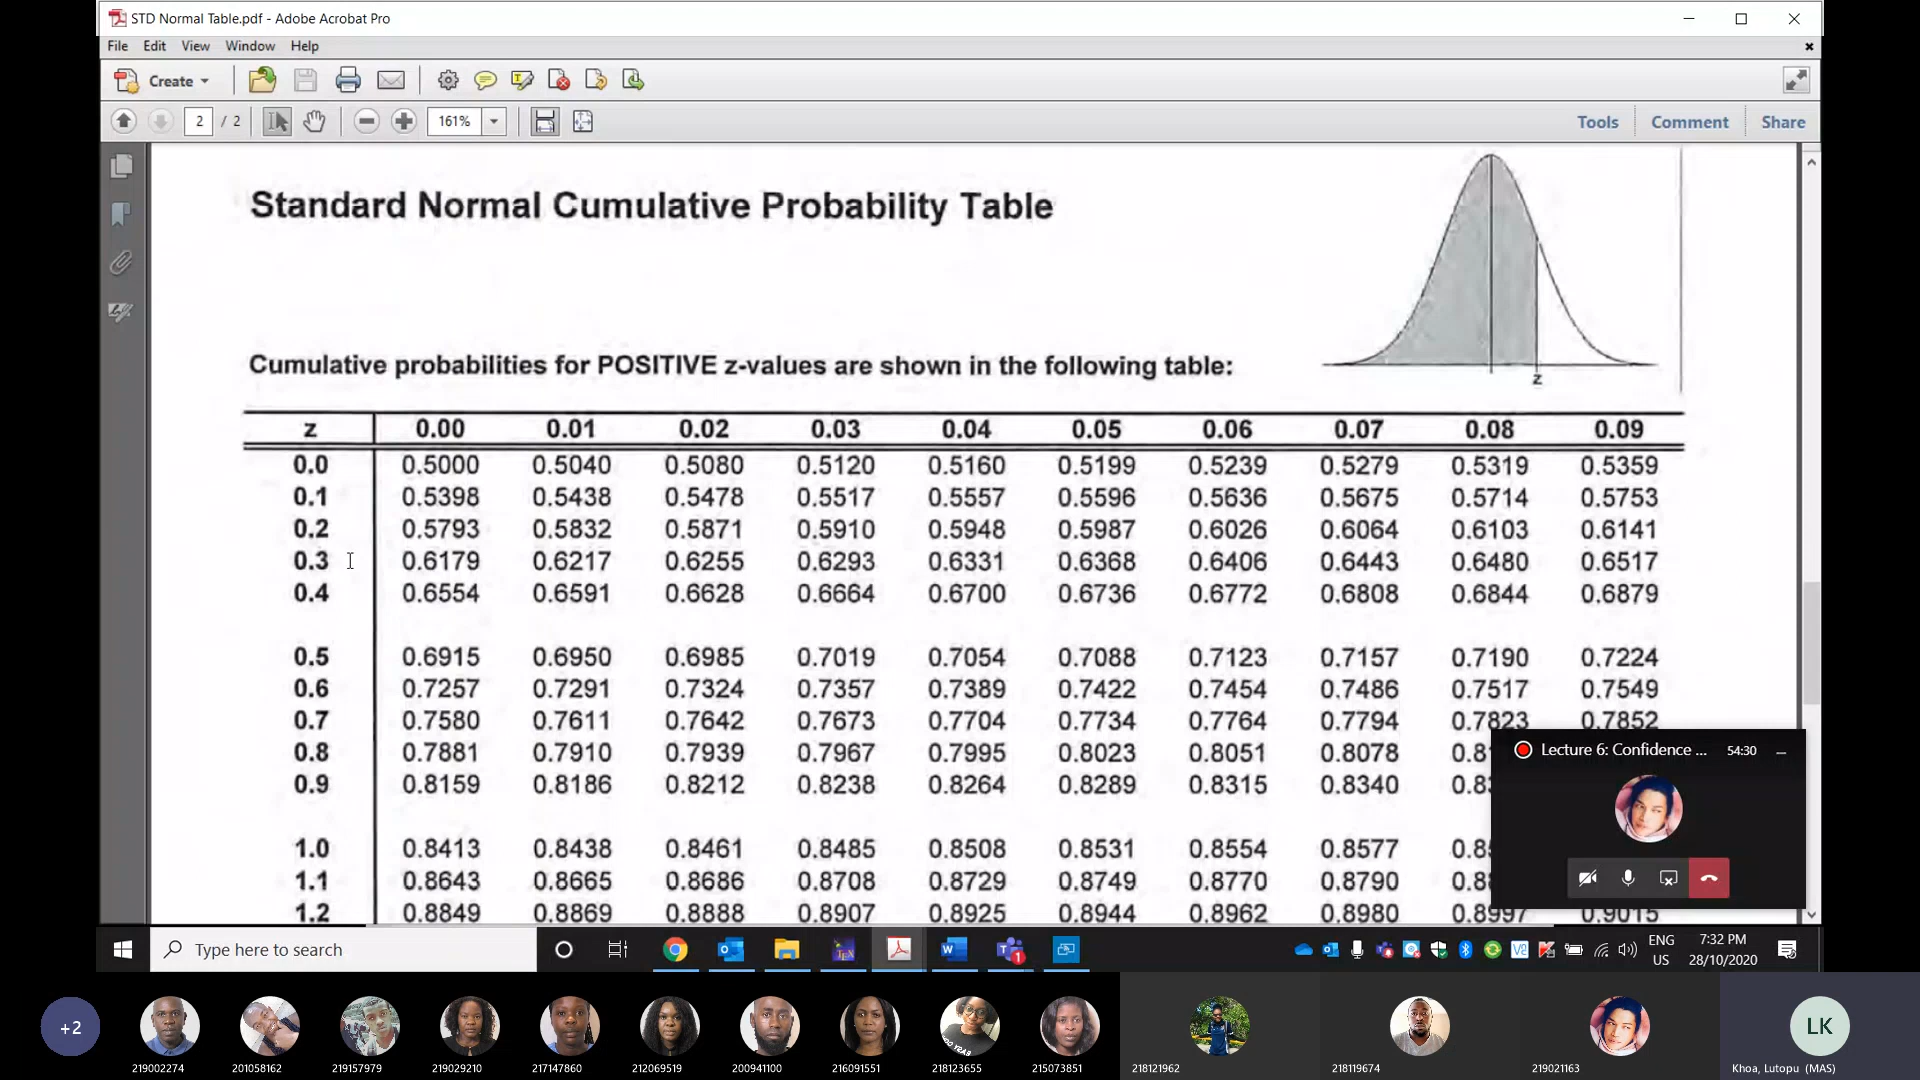 STD Normal Table.pdf - Adobe Acrobat Pro
File Edit View Window Help
Create
2 / 2 161% Tools Comment Share
Standard Normal Cumulative Probability Table
z
Cumulative probabilities for POSITIVE z-values are shown in the following table:
z 0.00 0.01 0.02 0.03 0.04 0.05 0.06 0.07 0.08 0.09
0.0 0.5000 0.5040 0.5080 0.5120 0.5160 0.5199 0.5239 0.5279 0.5319 0.5359
0.1 0.5398 0.5438 0.5478 0.5517 0.5557 0.5596 0.5636 0.5675 0.5714 0.5753
0.2 0.5793 0.5832 0.5871 0.5910 0.5948 0.5987 0.6026 0.6064 0.6103 0.6141
0.3 0.6179 0.6217 0.6255 0.6293 0.6331 0.6368 0.6406 0.6443 0.6480 0.6517
0.4 0.6554 0.6591 0.6628 0.6664 0.6700 0.6736 0.6772 0.6808 0.6844 0.6879
0.5 0.6915 0.6950 0.6985 0.7019 0.7054 0.7088 0.7123 0.7157 0.7190 0.7224
0.6 0.7257 0.7291 0.7324 0.7357 0.7389 0.7422 0.7454 0.7486 0.7517 0.7549
0.7 0.7580 0.7611 0.7642 0.7673 0.7704 0.7734 0.7764 0.7794 0.7823 0.7852
0.8 0.7881 0.7910 0.7939 0.7967 0.7995 0.8023 0.8051 0.8078
0.9 0.8159 0.8186 0.8212 0.8238 0.8264 0.8289 0.8315 0.8340
1.0 0.8413 0.8438 0.8461 0.8485 0.8508 0.8531 0.8554 0.8577
1.1 0.8643 0.8665 0.8686 0.8708 0.8729 0.8749 0.8770 0.8790
1.2 0.8849 0.8869 0.8888 0.8907 0.8925 0.8944 0.8962 0.8980 0.8997 0.9015
Lecture 6: Confidence ... 54:30
Type here to search
ENG
US
7:32 PM
28/10/2020
+2
LK
219002274 201058162 219157979 219029210 217147860 212069519 200941100 216091551 218123655 215073851 218121962 218119674 219021163 Khoa, Lutopu (MAS)